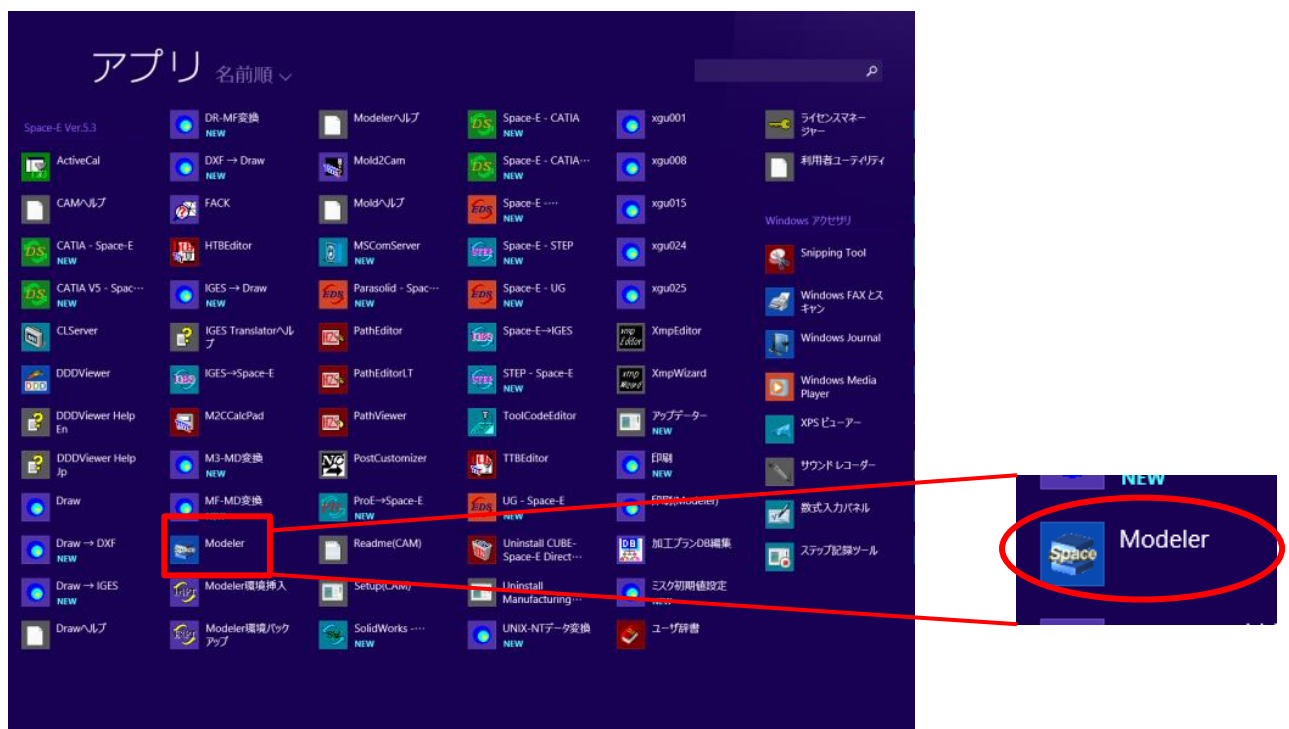 アプリ 名前順
Space-E Ver.5.3
ActiveCal
CAMヘルプ
CATIA - Space-E
NEW
CATIA V5 - Spac…
NEW
CLServer
DDDViewer
DDDViewer Help
En
DDDViewer Help
Jp
Draw
Draw → DXF
NEW
Draw → IGES
NEW
Drawヘルプ
DR-MF変換
NEW
DXF → Draw
NEW
FACK
HTBEditor
IGES → Draw
NEW
IGES Translatorヘル
プ
IGES→Space-E
M2CCalcPad
M3-MD変換
NEW
MF-MD変換
Modeler
Modeler環境挿入
Modeler環境バック
アップ
Modelerヘルプ
Mold2Cam
Moldヘルプ
MSComServer
NEW
Parasolid - Spac…
NEW
PathEditor
PathEditorLT
PathViewer
PostCustomizer
ProE→Space-E
NEW
Readme(CAM)
Setup(CAM)
SolidWorks -…
NEW
Space-E - CATIA
NEW
Space-E - CATIA…
NEW
Space-E …
NEW
Space-E - STEP
NEW
Space-E - UG
NEW
Space-E→IGES
STEP - Space-E
NEW
ToolCodeEditor
TTBEditor
UG - Space-E
NEW
Uninstall CUBE-
Space-E Direct…
Uninstall
Manufacturing…
UNIX-NTデータ変換
NEW
xgu001
xgu008
xgu015
xgu024
xgu025
XmpEditor
XmpWizard
アップデーター
NEW
印刷
NEW
印刷(Modeler)
加工プランDB編集
ミスク初期値設定
NEW
ユーザ辞書
ライセンスマネー
ジャー
利用者ユーティリティ
Windows アクセサリ
Snipping Tool
Windows FAX とス
キャン
Windows Journal
Windows Media
Player
XPS ビューアー
サウンド レコーダー
数式入力パネル
ステップ記録ツール
NEW
Space
Modeler